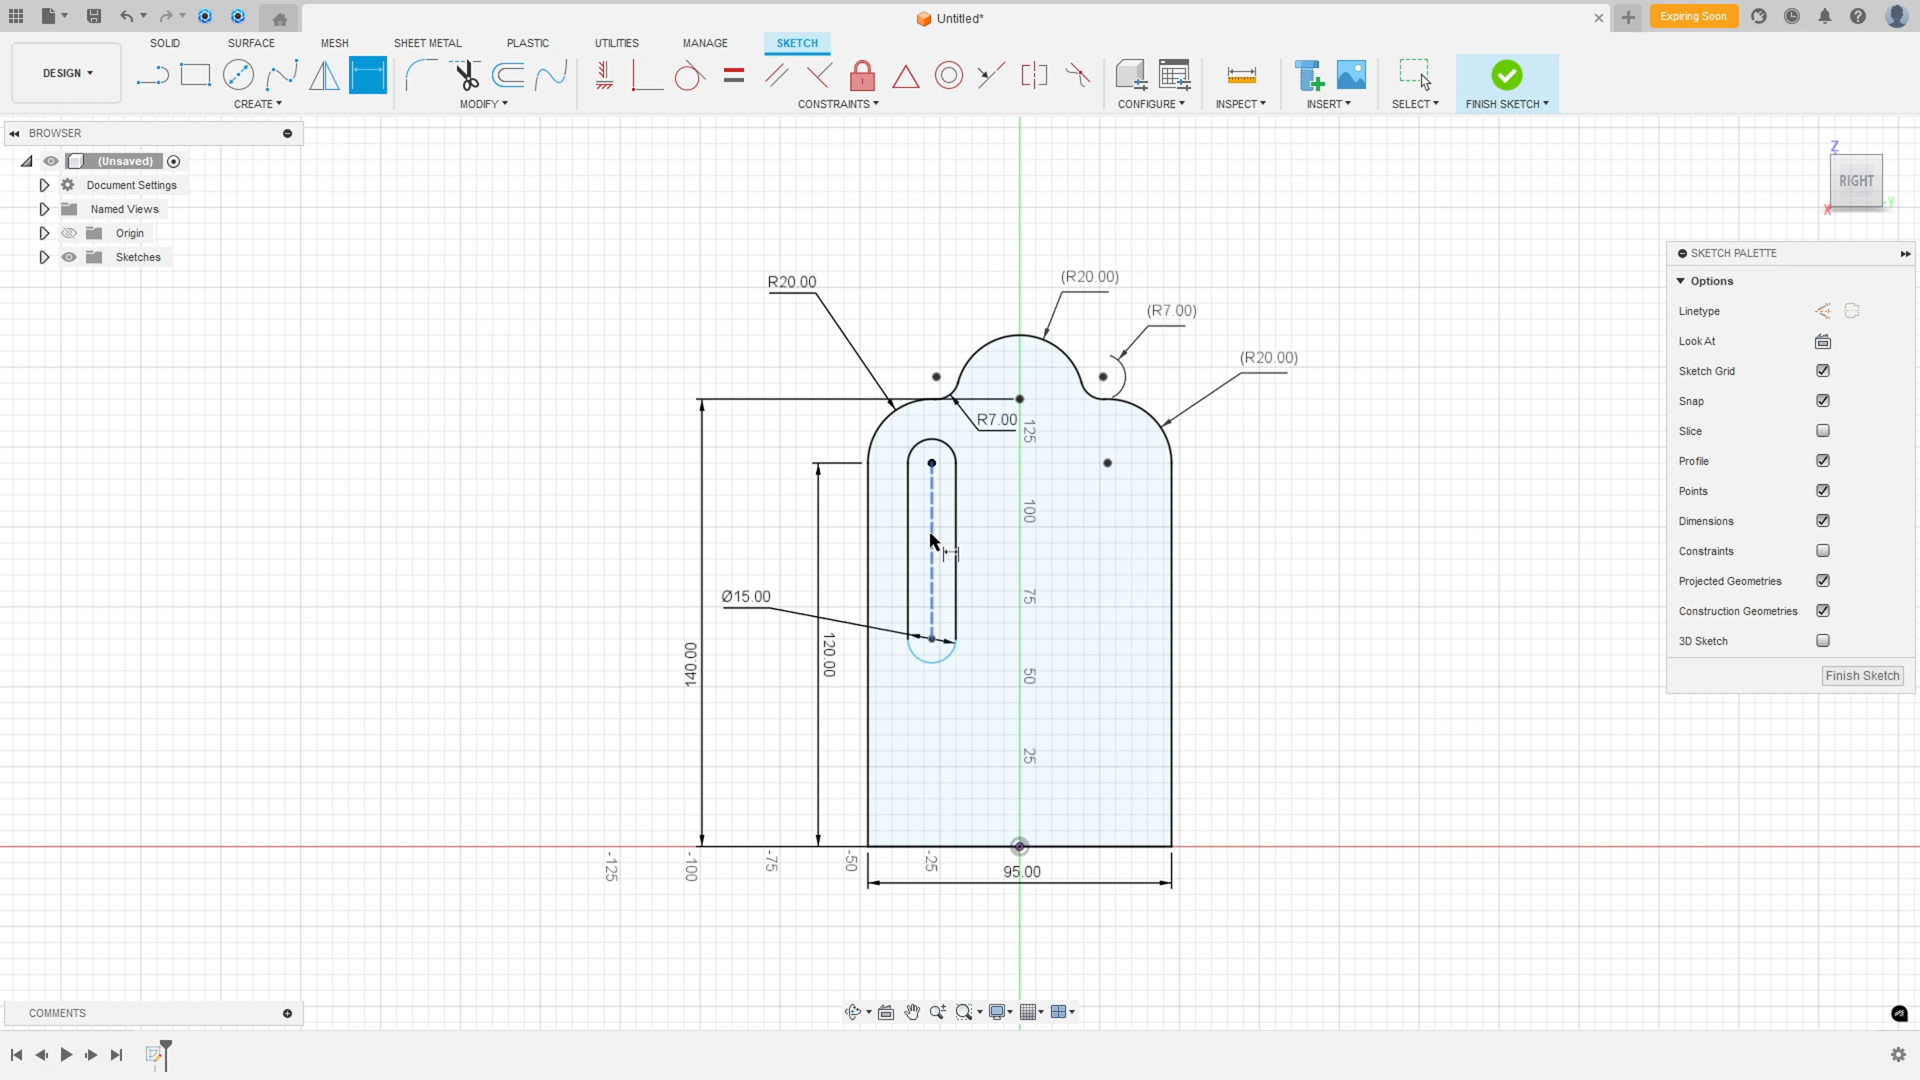 Untitled*
Expiring Soon
SOLID
SURFACE
MESH
SHEET METAL
PLASTIC
UTILITIES
MANAGE
SKETCH
DESIGN
CREATE
MODIFY
CONSTRAINTS
CONFIGURE
INSPECT
INSERT
SELECT
FINISH SKETCH
BROWSER
(Unsaved)
Document Settings
Named Views
Origin
Sketches
Z
RIGHT
X
Y
SKETCH PALETTE
Options
Linetype
Look At
Sketch Grid
Snap
Slice
Profile
Points
Dimensions
Constraints
Projected Geometries
Construction Geometries
3D Sketch
Finish Sketch
R20.00
(R20.00)
(R7.00)
(R20.00)
R7.00
125
100
75
50
25
Ø15.00
120.00
140.00
-125
-100
-75
-50
-25
95.00
COMMENTS